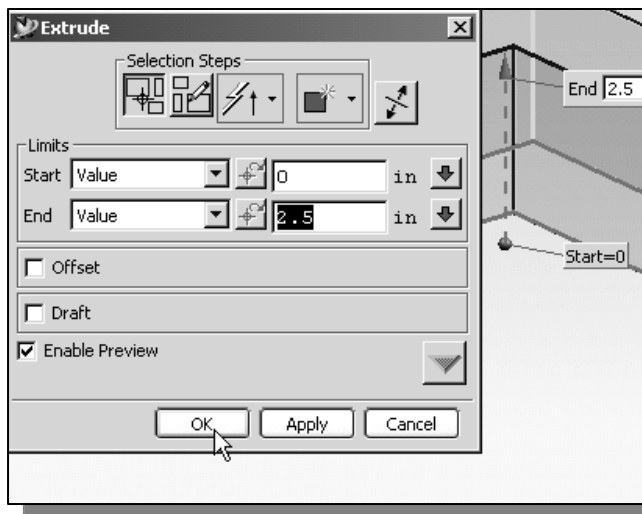 Extrude
Selection Steps
End 2.5
Limits
Start Value 0 in
End Value 2.5 in
Start=0
Offset
Draft
Enable Preview
OK Apply Cancel